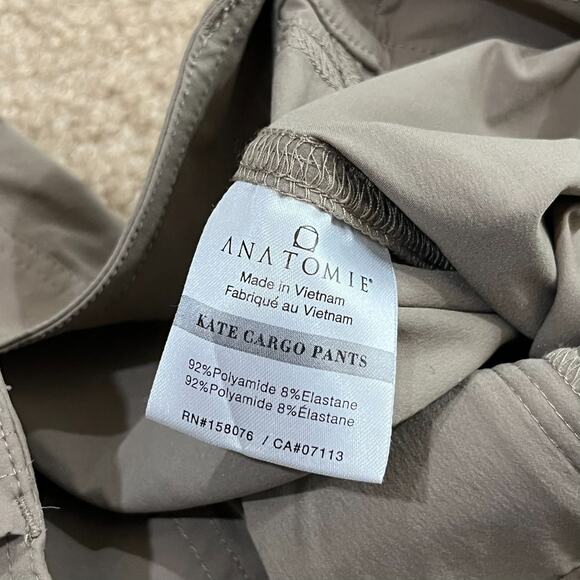 ANATOMIE®
Made in Vietnam
Fabriqué au Vietnam
KATE CARGO PANTS
92%Polyamide 8%Elastane
92%Polyamide 8%Élastane
RN#158076 / CA#07113